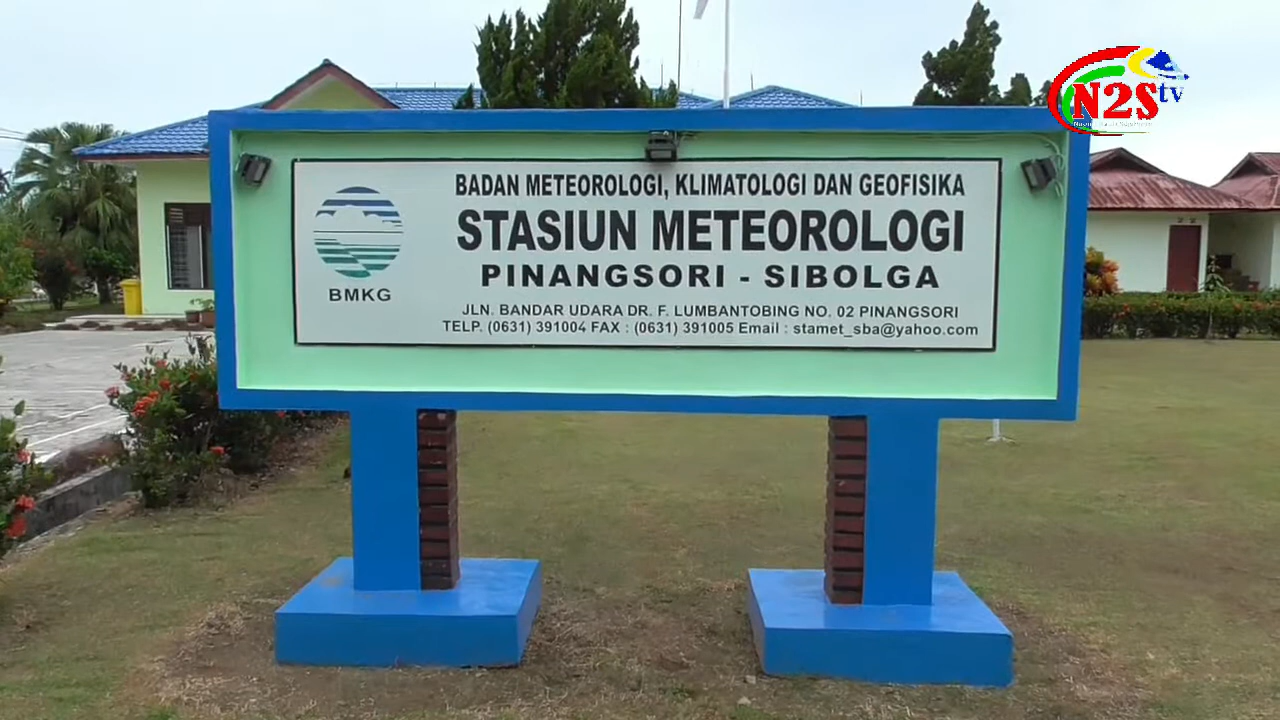 N2S tv
BADAN METEOROLOGI, KLIMATOLOGI DAN GEOFISIKA
STASIUN METEOROLOGI
PINANGSORI - SIBOLGA
BMKG
JLN. BANDAR UDARA DR. F. LUMBANTOBING NO. 02 PINANGSORI
TELP. (0631) 391004 FAX : (0631) 391005 Email : stamet_sba@yahoo.com